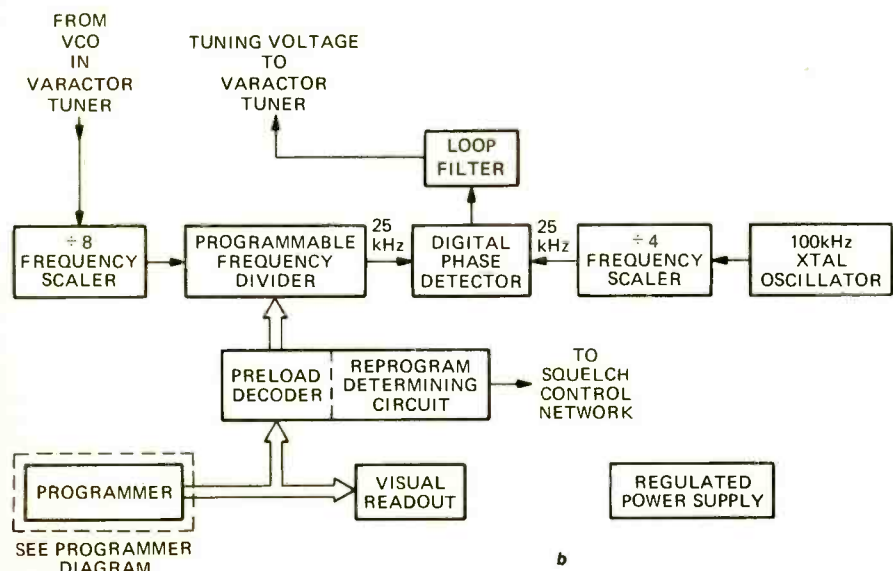 FROM
VCO
IN
VARACTOR
TUNER
TUNING VOLTAGE
TO
VARACTOR
TUNER
LOOP
FILTER
÷8
FREQUENCY
SCALER
PROGRAMMABLE
FREQUENCY
DIVIDER
25
kHz
DIGITAL
PHASE
DETECTOR
25
kHz
÷4
FREQUENCY
SCALER
100kHz
XTAL
OSCILLATOR
PRELOAD
DECODER
REPROGRAM
DETERMINING
CIRCUIT
TO
SQUELCH
CONTROL
NETWORK
PROGRAMMER
VISUAL
READOUT
REGULATED
POWER SUPPLY
SEE PROGRAMMER
DIAGRAM
b